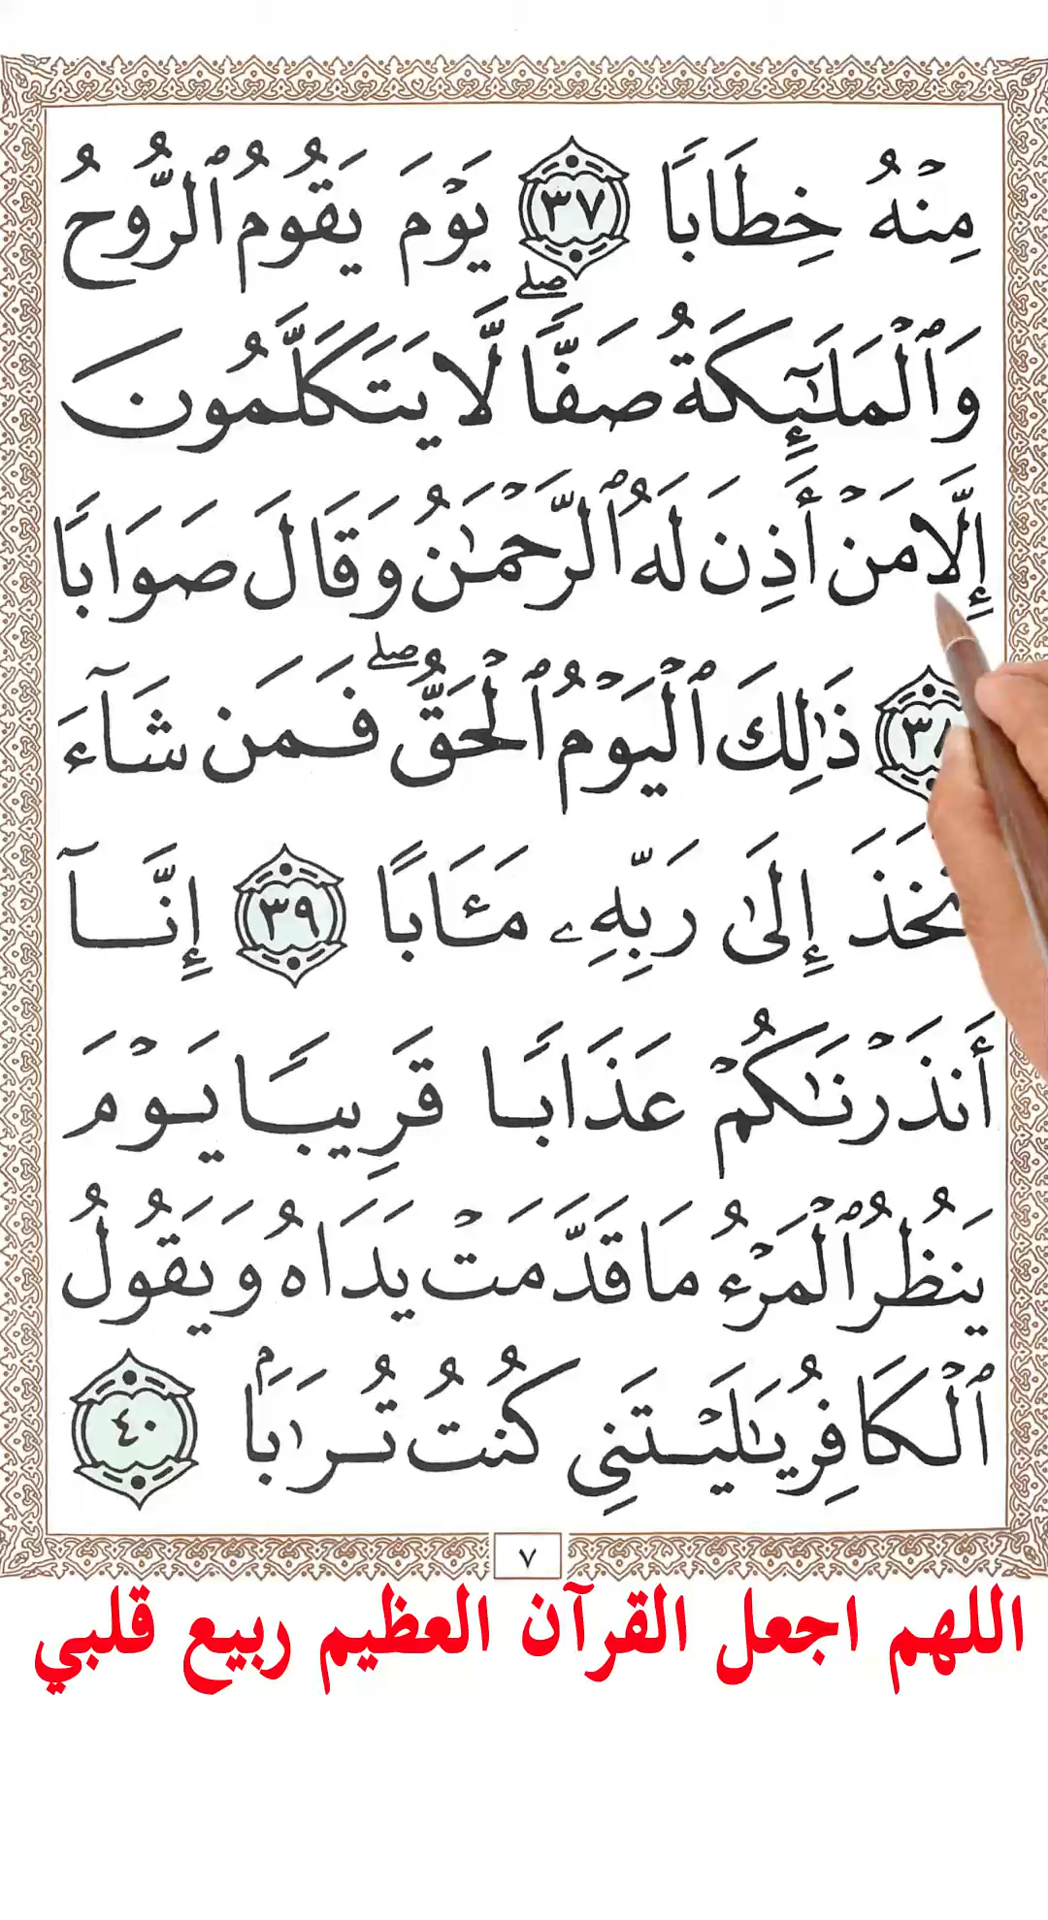 مِنۡهُ خِطَابٗا ٣٧ يَوۡمَ يَقُومُ ٱلرُّوحُ
وَٱلۡمَلَٰٓئِكَةُ صَفّٗاۖ لَّا يَتَكَلَّمُونَ
إِلَّا مَنۡ أَذِنَ لَهُ ٱلرَّحۡمَٰنُ وَقَالَ صَوَابٗا
٣٨ ذَٰلِكَ ٱلۡيَوۡمُ ٱلۡحَقُّۖ فَمَن شَآءَ
إِلَىٰ رَبِّهِۦ مَـَٔابًا ٣٩ إِنَّآ
أَنذَرۡنَٰكُمۡ عَذَابٗا قَرِيبٗا يَوۡمَ
يَنظُرُ ٱلۡمَرۡءُ مَا قَدَّمَتۡ يَدَاهُ وَيَقُولُ
ٱلۡكَافِرُ يَٰلَيۡتَنِي كُنتُ تُرَٰبَۢا ٤٠
٧
اللهم اجعل القرآن العظيم ربيع قلبي